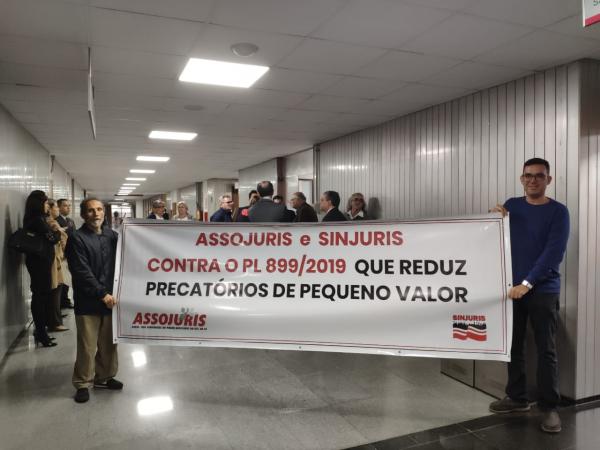 ASSOJURIS e SINJURIS
CONTRA O PL 899/2019 QUE REDUZ
PRECATÓRIOS DE PEQUENO VALOR
ASSOJURIS
SINJURIS